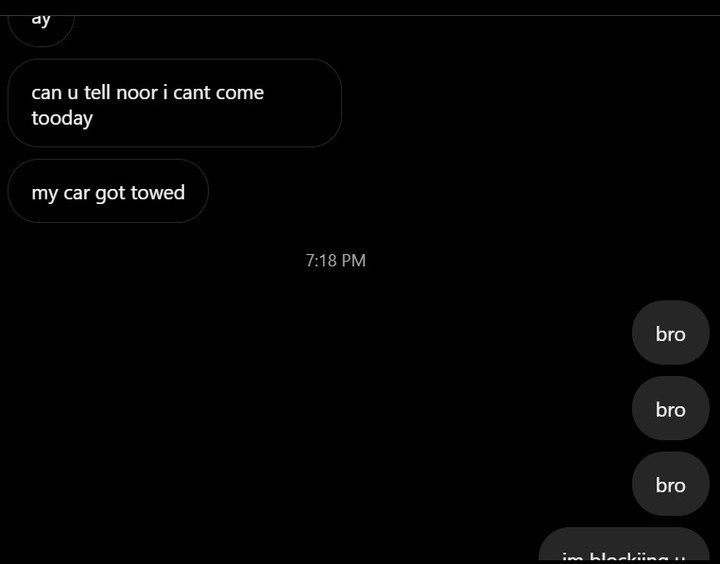 ay
can u tell noor i cant come
tooday
my car got towed
7:18 PM
bro
bro
bro
im blockiing u